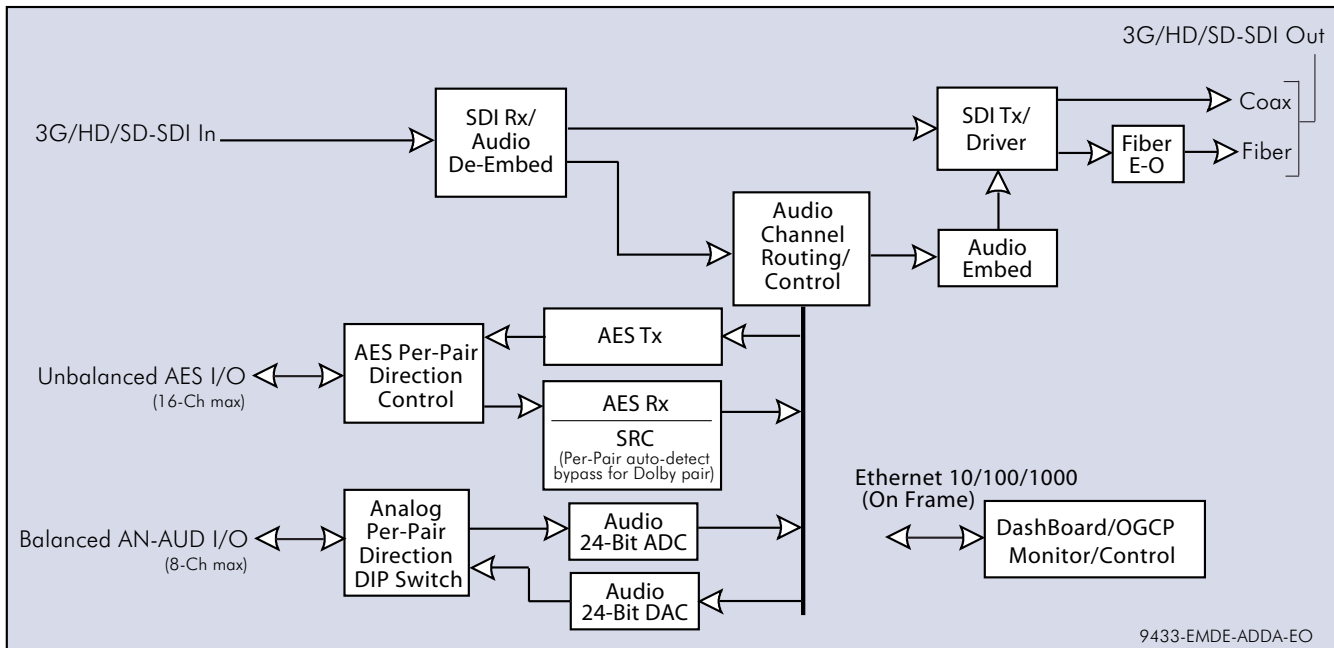 3G/HD/SD-SDI Out
3G/HD/SD-SDI In
SDI Rx/
Audio
De-Embed
SDI Tx/
Driver
Coax
Fiber
E-O
Fiber
Audio
Channel
Routing/
Control
Audio
Embed
AES Tx
Unbalanced AES I/O
(16-Ch max)
AES Per-Pair
Direction
Control
AES Rx
SRC
(Per-Pair auto-detect
bypass for Dolby pair)
Balanced AN-AUD I/O
(8-Ch max)
Analog
Per-Pair
Direction
DIP Switch
Audio
24-Bit ADC
Audio
24-Bit DAC
Ethernet 10/100/1000
(On Frame)
DashBoard/OGCP
Monitor/Control
9433-EMDE-ADDA-EO